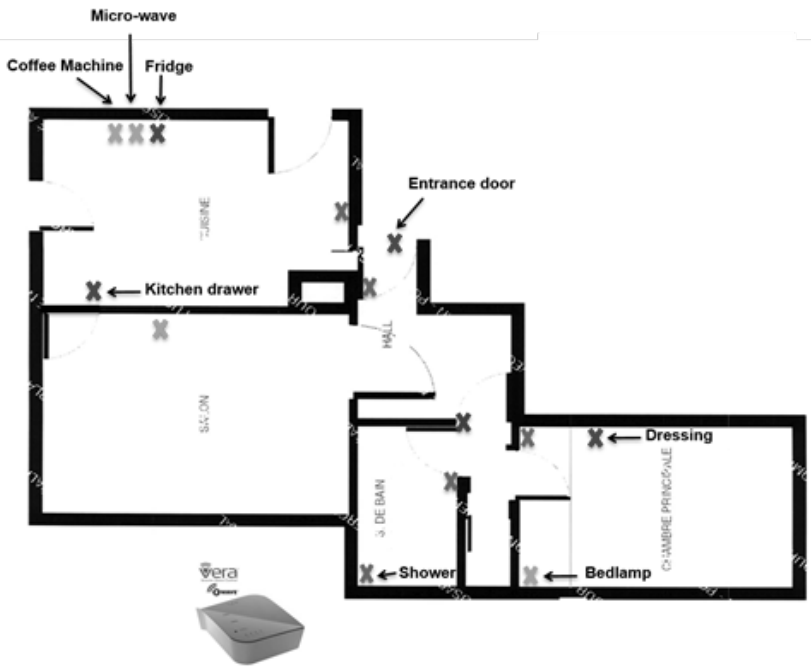 Micro-wave
Coffee Machine
Fridge
Entrance door
Kitchen drawer
HALL
SALON
Dressing
S. DE BAIN
CHAMBRE PRINCIPALE
Shower
Bedlamp
vera